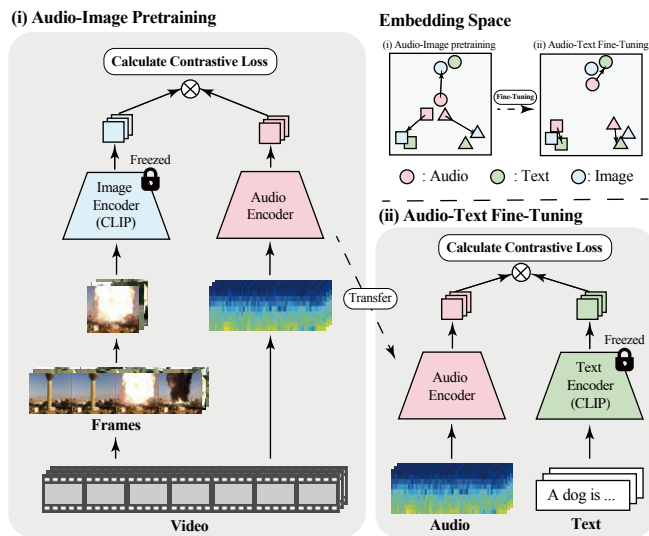 (i) Audio-Image Pretraining
Calculate Contrastive Loss
Freezed
Image
Encoder
(CLIP)
Audio
Encoder
Frames
Video
Transfer
Embedding Space
(i) Audio-Image pretraining
(ii) Audio-Text Fine-Tuning
Fine-Tuning
: Audio
: Text
: Image
(ii) Audio-Text Fine-Tuning
Calculate Contrastive Loss
Freezed
Audio
Encoder
Text
Encoder
(CLIP)
A dog is ...
Audio
Text